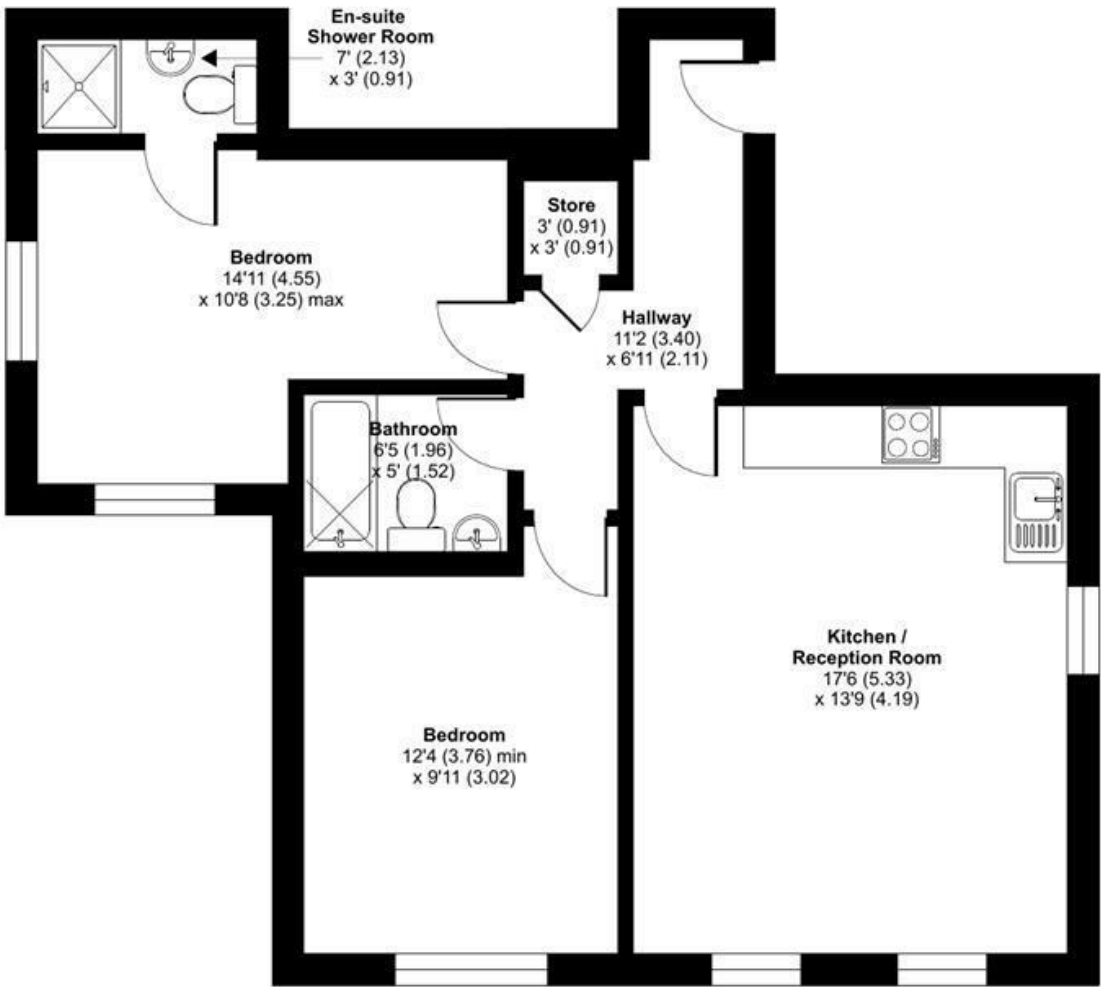 En-suite
Shower Room
7' (2.13)
x 3' (0.91)
Store
3' (0.91)
x 3' (0.91)
Bedroom
14'11 (4.55)
x 10'8 (3.25) max
Hallway
11'2 (3.40)
x 6'11 (2.11)
Bathroom
6'5 (1.96)
x 5' (1.52)
Kitchen /
Reception Room
17'6 (5.33)
x 13'9 (4.19)
Bedroom
12'4 (3.76) min
x 9'11 (3.02)